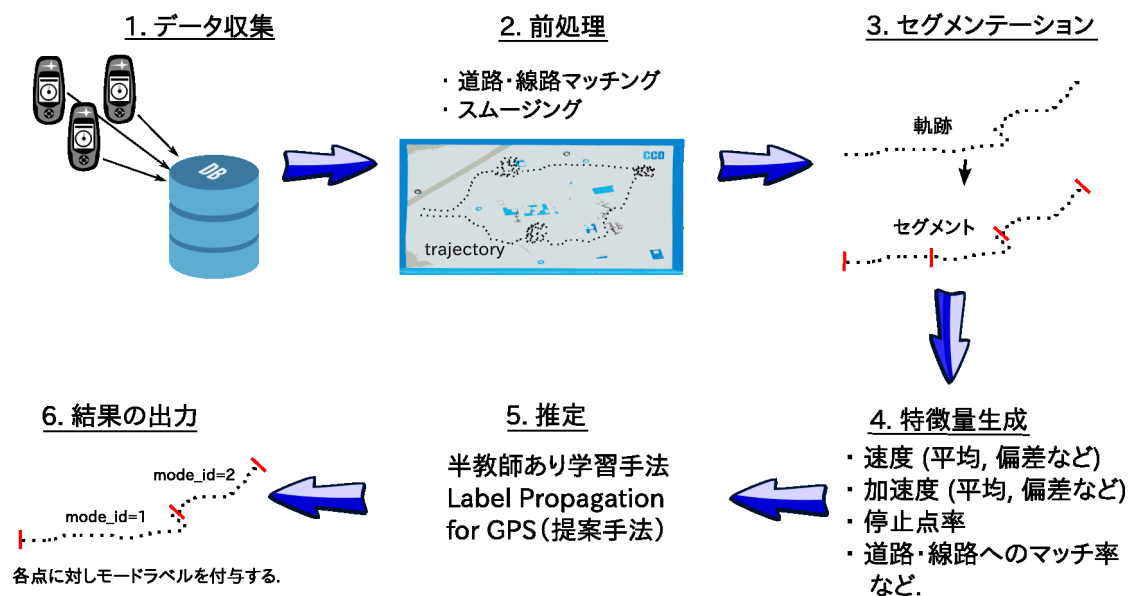 1. データ収集
DB
2. 前処理
・道路・線路マッチング
・スムージング
CCD
trajectory
3. セグメンテーション
軌跡
セグメント
4. 特徴量生成
・速度 (平均, 偏差など)
・加速度 (平均, 偏差など)
・停止点率
・道路・線路へのマッチ率
など.
5. 推定
半教師あり学習手法
Label Propagation
for GPS(提案手法)
6. 結果の出力
mode_id=2
mode_id=1
各点に対しモードラベルを付与する.